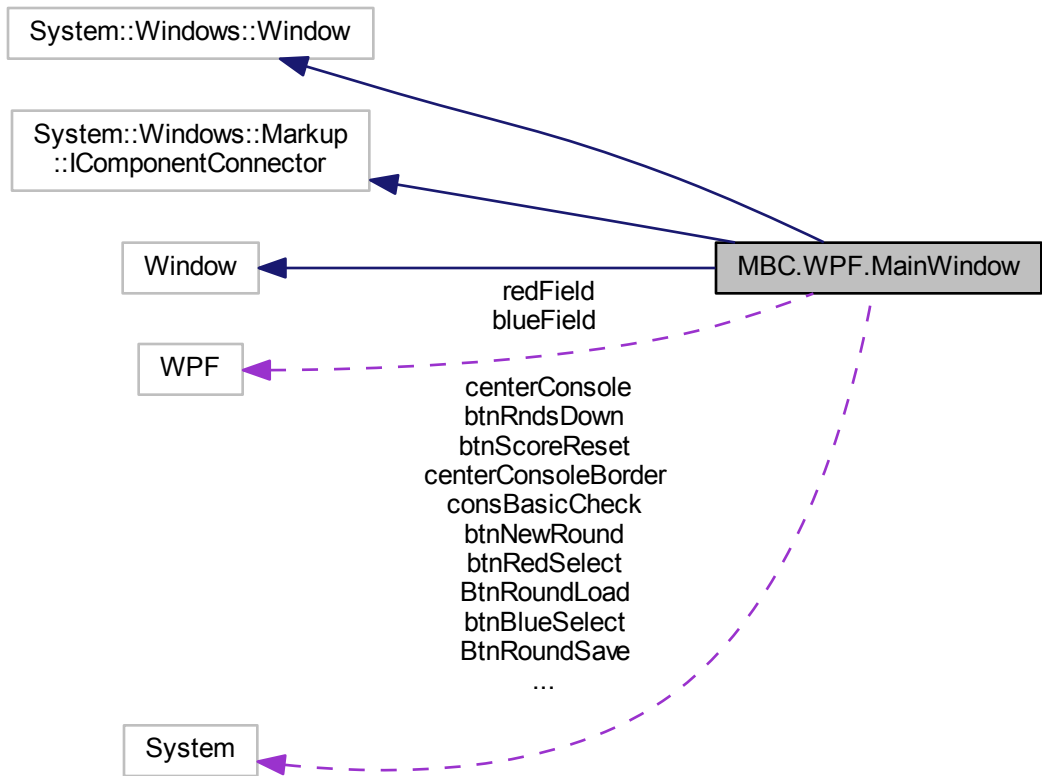 System::Windows::Window
System::Windows::Markup
::IComponentConnector
Window
MBC.WPF.MainWindow
redField
blueField
WPF
centerConsole
btnRndsDown
btnScoreReset
centerConsoleBorder
consBasicCheck
btnNewRound
btnRedSelect
BtnRoundLoad
btnBlueSelect
BtnRoundSave
...
System